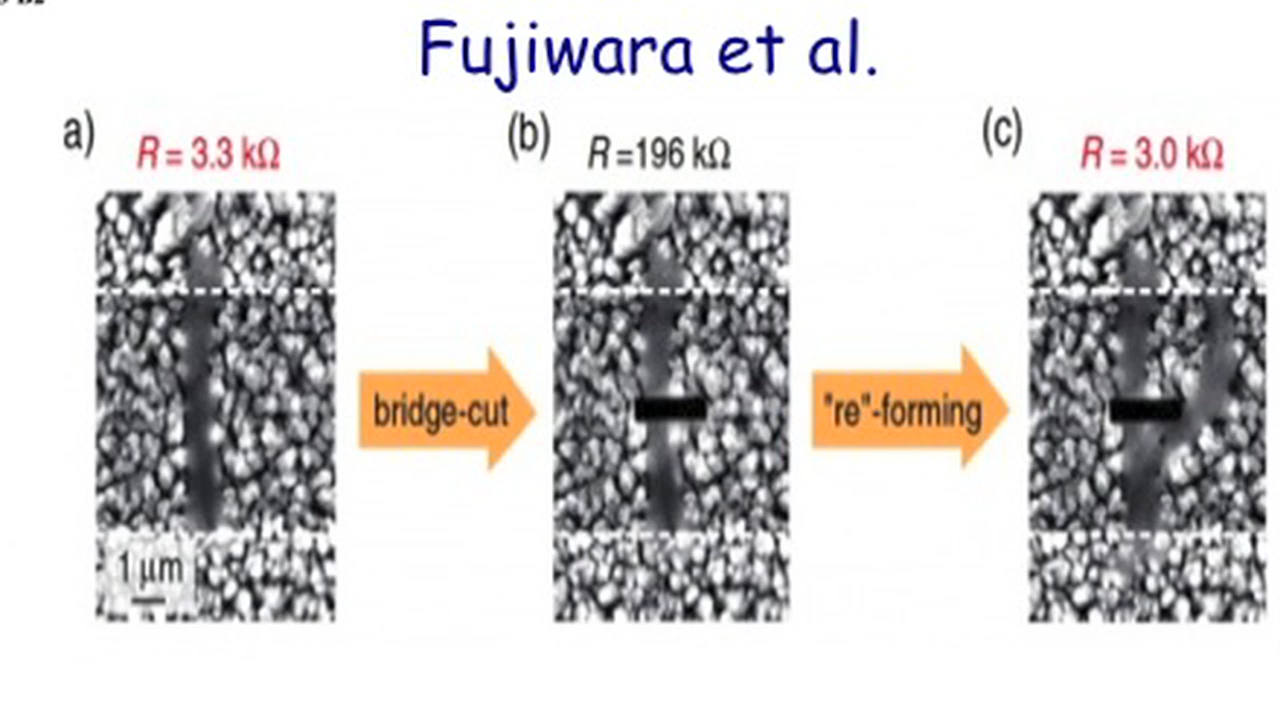 Fujiwara et al.
a)
R = 3.3 kΩ
(b)
R =196 kΩ
(c)
R = 3.0 kΩ
bridge-cut
"re"-forming
1 μm